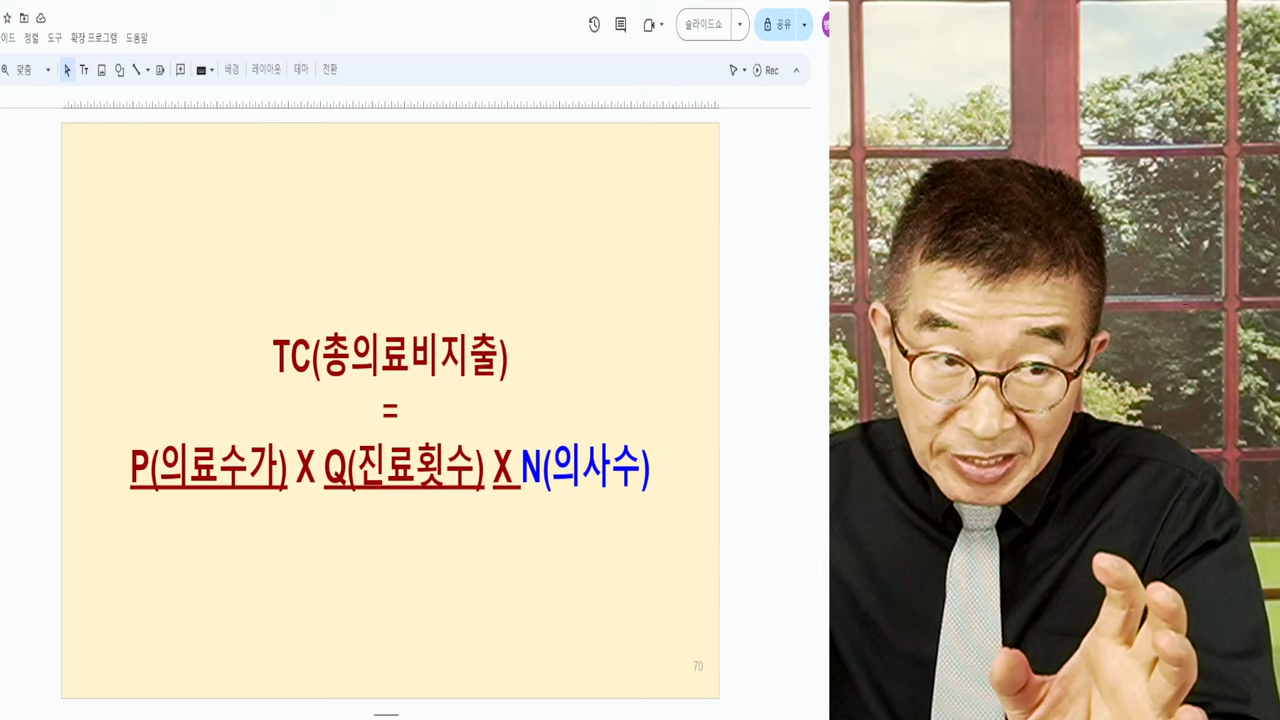 이드 정렬 도구 확장 프로그램 도움말
슬라이드쇼
공유
맞춤
배경 레이아웃 테마 전환
Rec
TC(총의료비지출)
=
P(의료수가) X Q(진료횟수) X N(의사수)
70